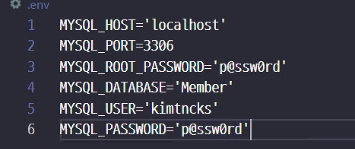 .env
1 MYSQL_HOST='localhost'
2 MYSQL_PORT=3306
3 MYSQL_ROOT_PASSWORD='p@ssw0rd'
4 MYSQL_DATABASE='Member'
5 MYSQL_USER='kimtncks'
6 MYSQL_PASSWORD='p@ssw0rd'